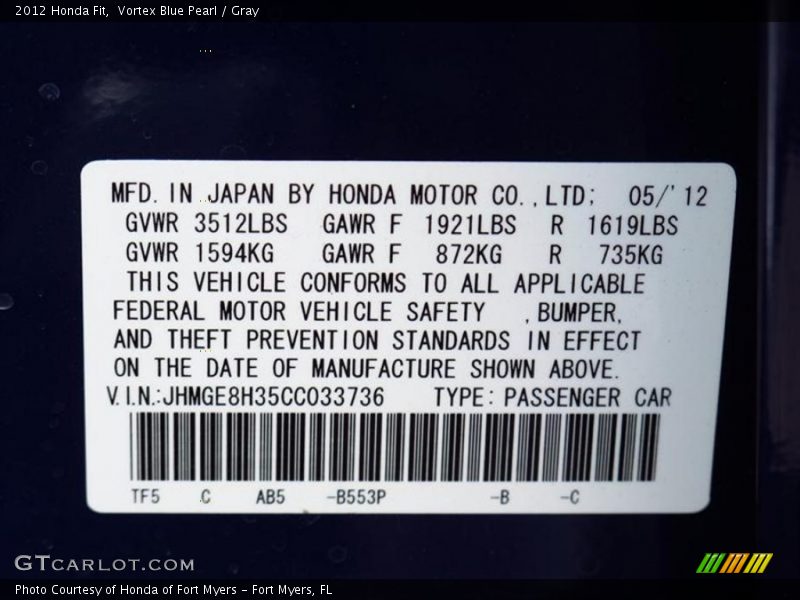 2012 Honda Fit,  Vortex Blue Pearl / Gray
MFD. IN JAPAN BY HONDA MOTOR CO.,LTD; 05/'12
GVWR 3512LBS GAWR F 1921LBS R 1619LBS
GVWR 1594KG GAWR F 872KG R 735KG
THIS VEHICLE CONFORMS TO ALL APPLICABLE
FEDERAL MOTOR VEHICLE SAFETY ,BUMPER,
AND THEFT PREVENTION STANDARDS IN EFFECT
ON THE DATE OF MANUFACTURE SHOWN ABOVE.
V.I.N.:JHMGE8H35CC033736 TYPE: PASSENGER CAR
TF5 C AB5 -B553P -B -C
GTCARLOT.COM
Photo Courtesy of Honda of Fort Myers - Fort Myers, FL